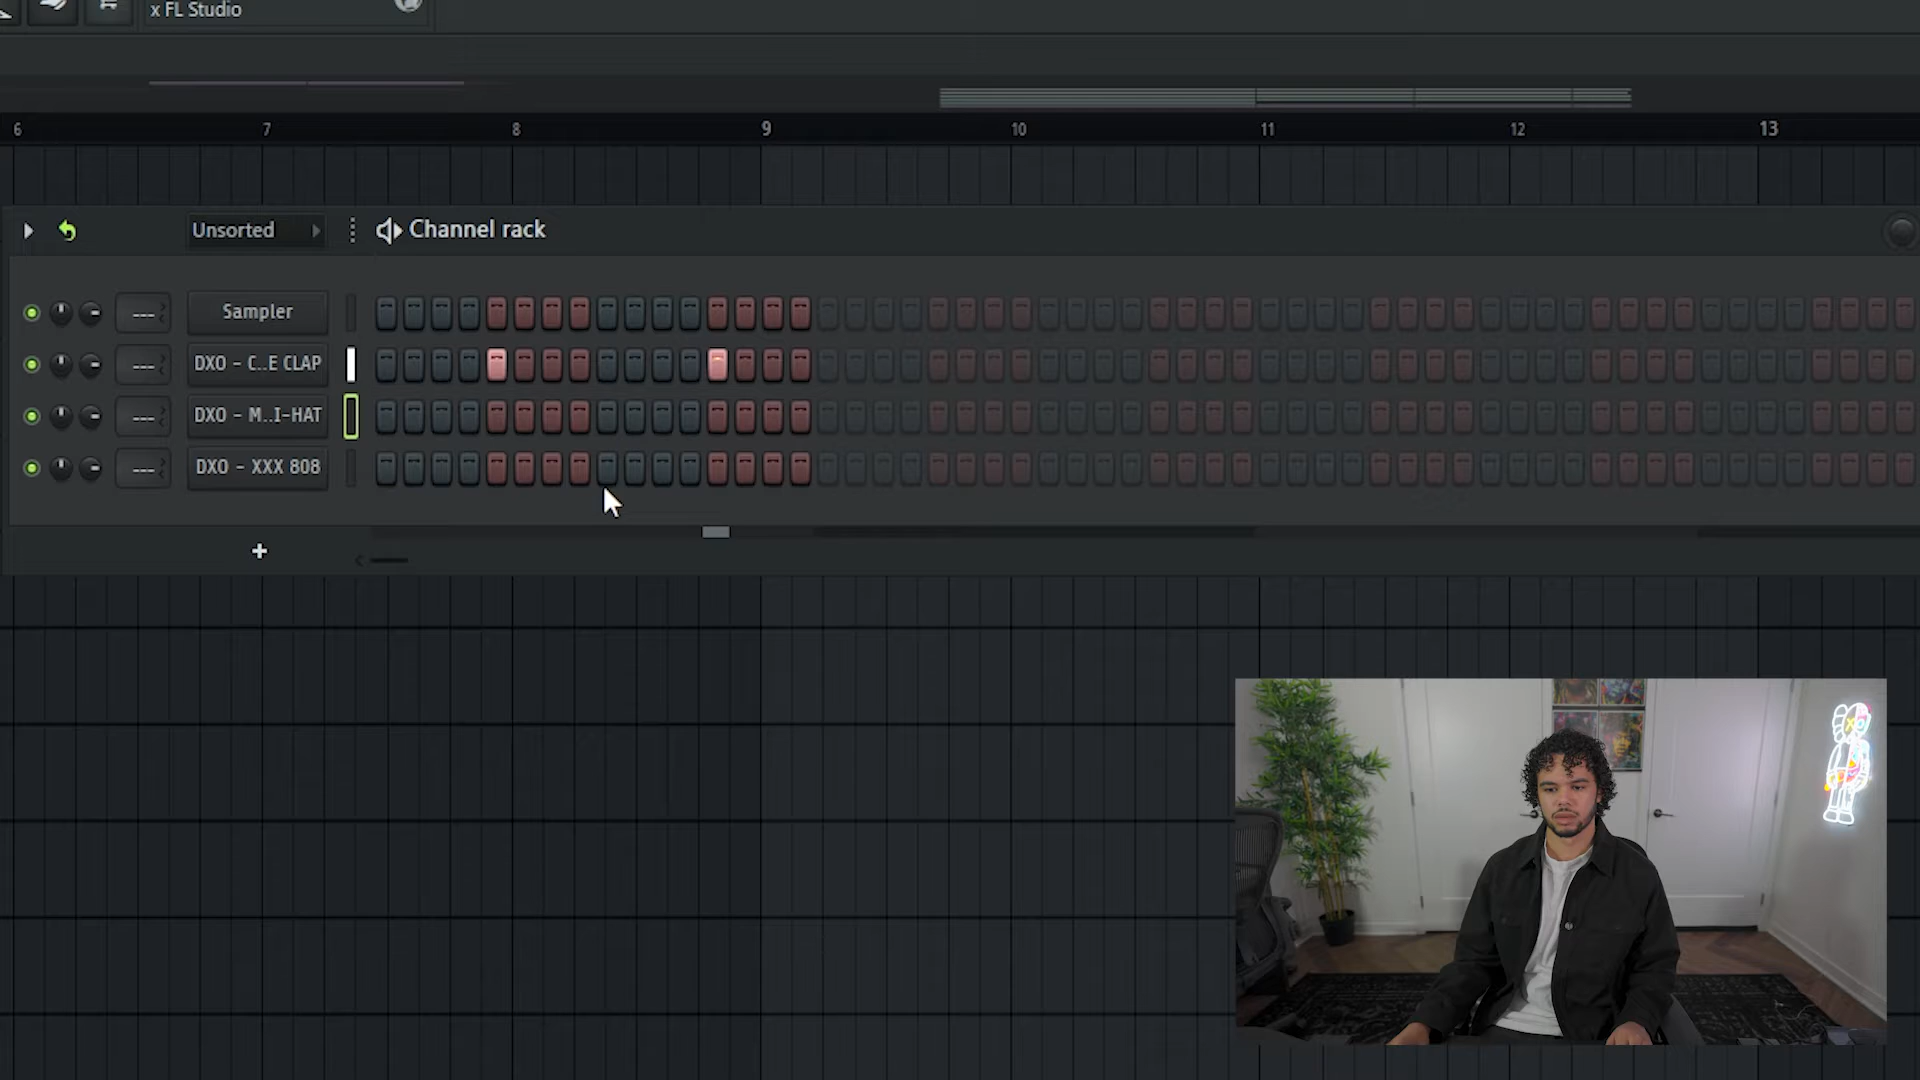 x FL Studio
6 7 8 9 10 11 12 13
Unsorted Channel rack
--- Sampler
--- DXO - C..E CLAP
--- DXO - M..I-HAT
--- DXO - XXX 808
+